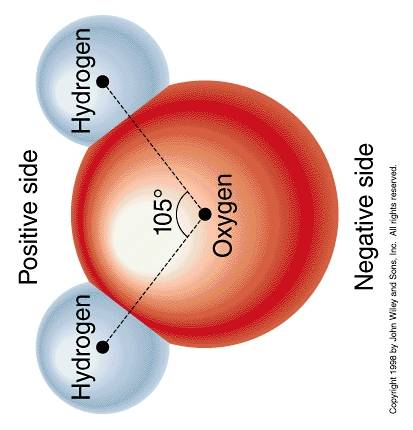 Positive side
Hydrogen
Hydrogen
105°
Oxygen
Negative side
Copyright 1998 by John Wiley and Sons, Inc. All rights reserved.